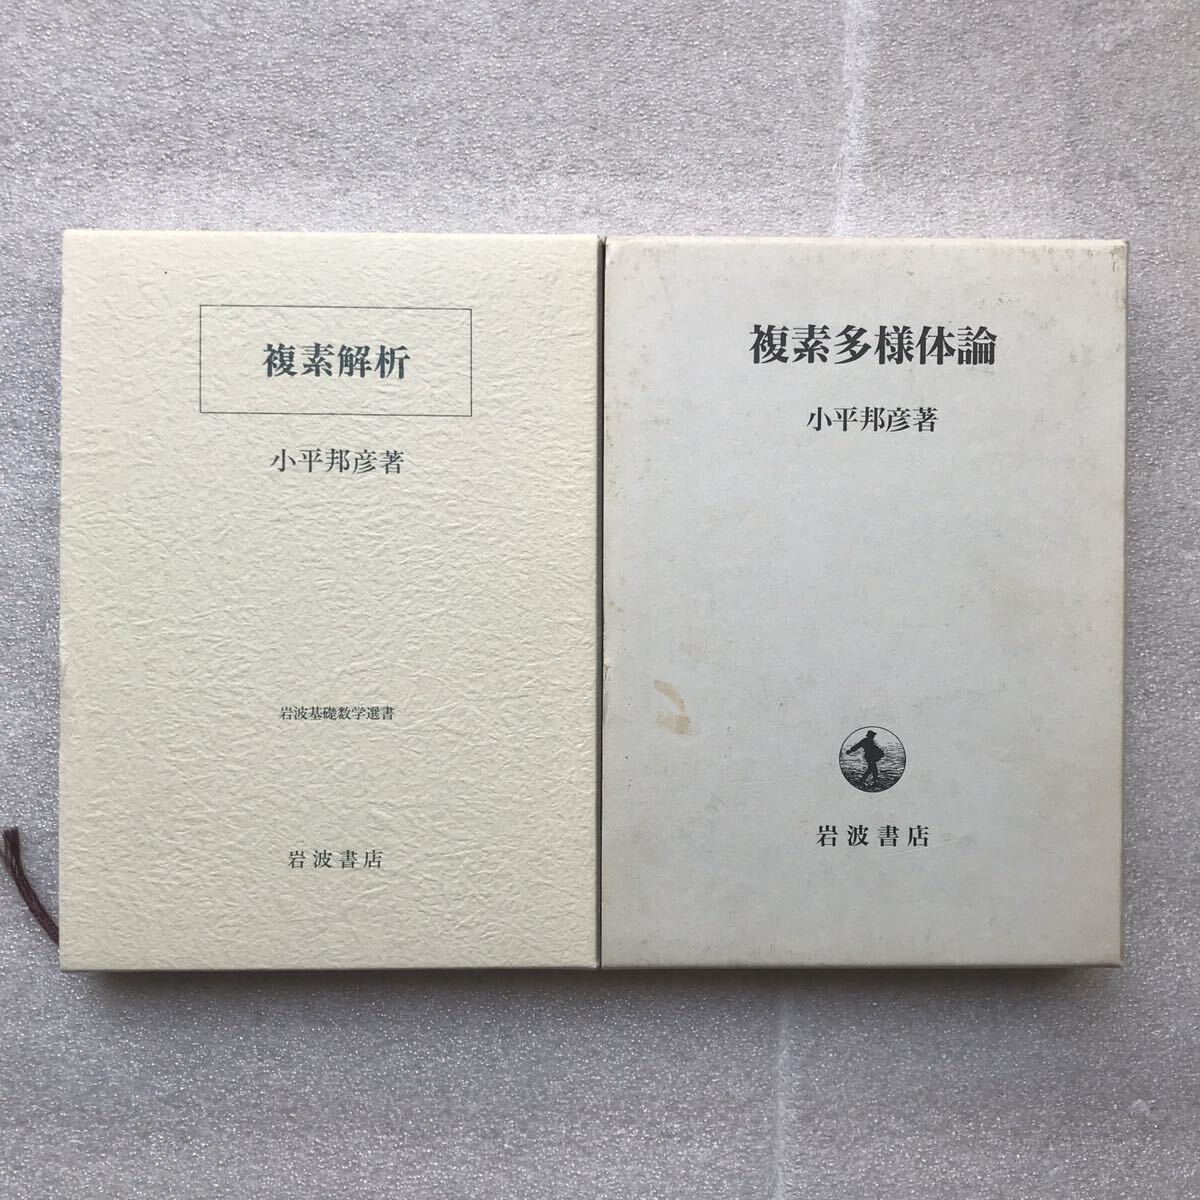 複素解析
小平邦彦著
岩波基礎数学選書
岩波書店
複素多様体論
小平邦彦著
岩波書店